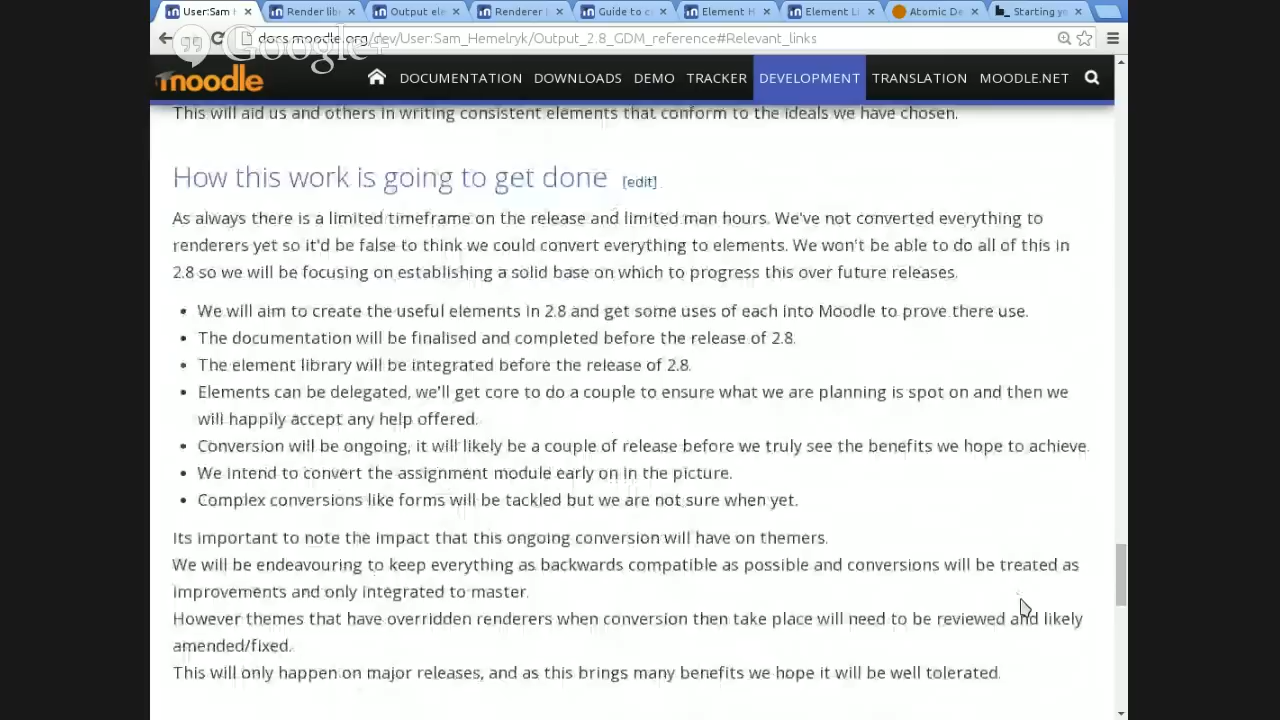 User:Sam H
Render lib
Output ele
Renderer
Guide to c
Element H
Element Li
Atomic De
Starting yo
Google+
docs.moodle.org/dev/User:Sam_Hemelryk/Output_2.8_GDM_reference#Relevant_links
moodle
DOCUMENTATION DOWNLOADS DEMO TRACKER DEVELOPMENT TRANSLATION MOODLE.NET
This will aid us and others in writing consistent elements that conform to the ideals we have chosen.
How this work is going to get done [edit]
As always there is a limited timeframe on the release and limited man hours. We've not converted everything to
renderers yet so it'd be false to think we could convert everything to elements. We won't be able to do all of this in
2.8 so we will be focusing on establishing a solid base on which to progress this over future releases.
• We will aim to create the useful elements in 2.8 and get some uses of each into Moodle to prove there use.
• The documentation will be finalised and completed before the release of 2.8.
• The element library will be integrated before the release of 2.8.
• Elements can be delegated, we'll get core to do a couple to ensure what we are planning is spot on and then we
will happily accept any help offered.
• Conversion will be ongoing, it will likely be a couple of release before we truly see the benefits we hope to achieve.
• We intend to convert the assignment module early on in the picture.
• Complex conversions like forms will be tackled but we are not sure when yet.
Its important to note the impact that this ongoing conversion will have on themers.
We will be endeavouring to keep everything as backwards compatible as possible and conversions will be treated as
improvements and only integrated to master.
However themes that have overridden renderers when conversion then take place will need to be reviewed and likely
amended/fixed.
This will only happen on major releases, and as this brings many benefits we hope it will be well tolerated.